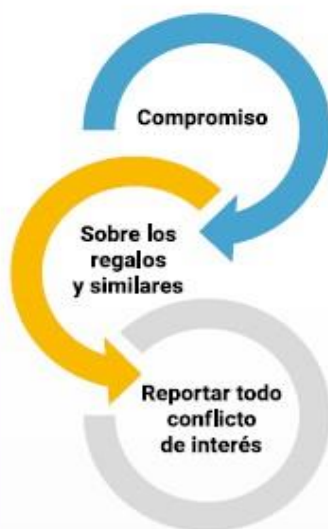 Compromiso
Sobre los
regalos
y similares
Reportar todo
conflicto
de interés